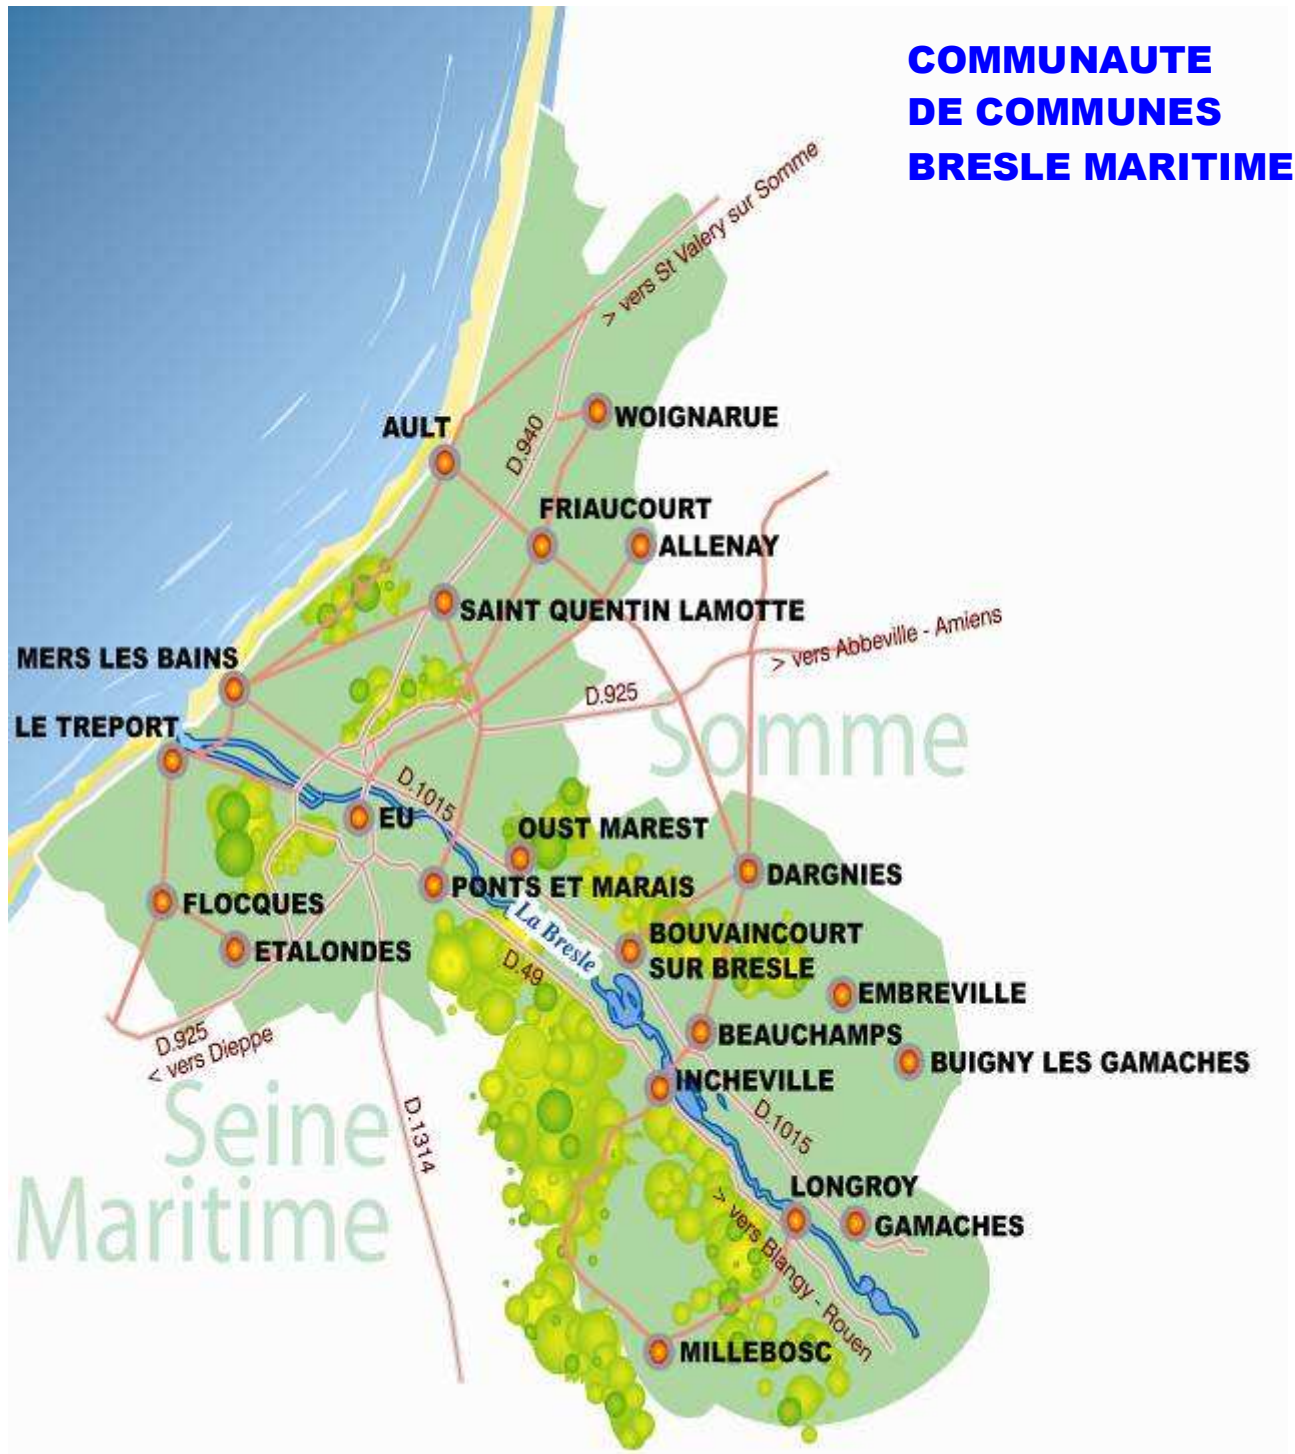 COMMUNAUTE
DE COMMUNES
BRESLE MARITIME
> vers St Valery sur Somme
D.940
WOIGNARUE
AULT
FRIAUCOURT
ALLENAY
SAINT QUENTIN LAMOTTE
> vers Abbeville - Amiens
MERS LES BAINS
D.925
LE TREPORT
Somme
D.1015
EU
OUST MAREST
DARGNIES
PONTS ET MARAIS
FLOCQUES
La Bresle
BOUVAINCOURT
SUR BRESLE
ETALONDES
D.49
EMBREVILLE
D.925
< vers Dieppe
BEAUCHAMPS
BUIGNY LES GAMACHES
INCHEVILLE
Seine
Maritime
D.1314
D.1015
LONGROY
GAMACHES
> vers Blangy - Rouen
MILLEBOSC